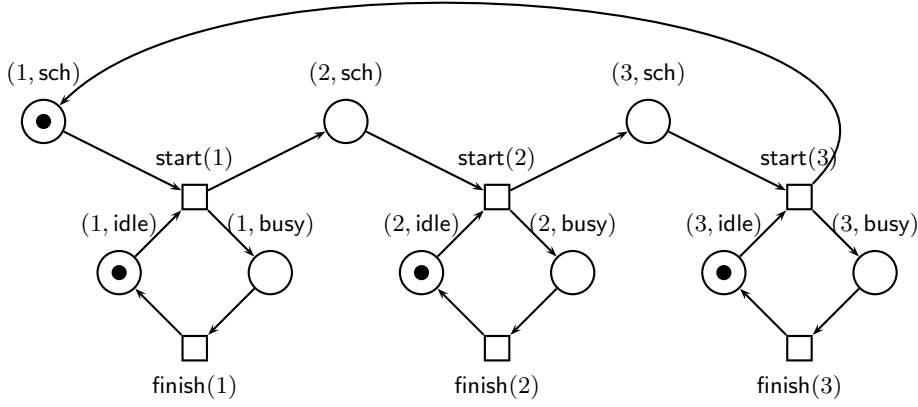 (1, sch)
(2, sch)
(3, sch)
start(1)
start(2)
start(3)
(1, idle)
(1, busy)
(2, idle)
(2, busy)
(3, idle)
(3, busy)
finish(1)
finish(2)
finish(3)